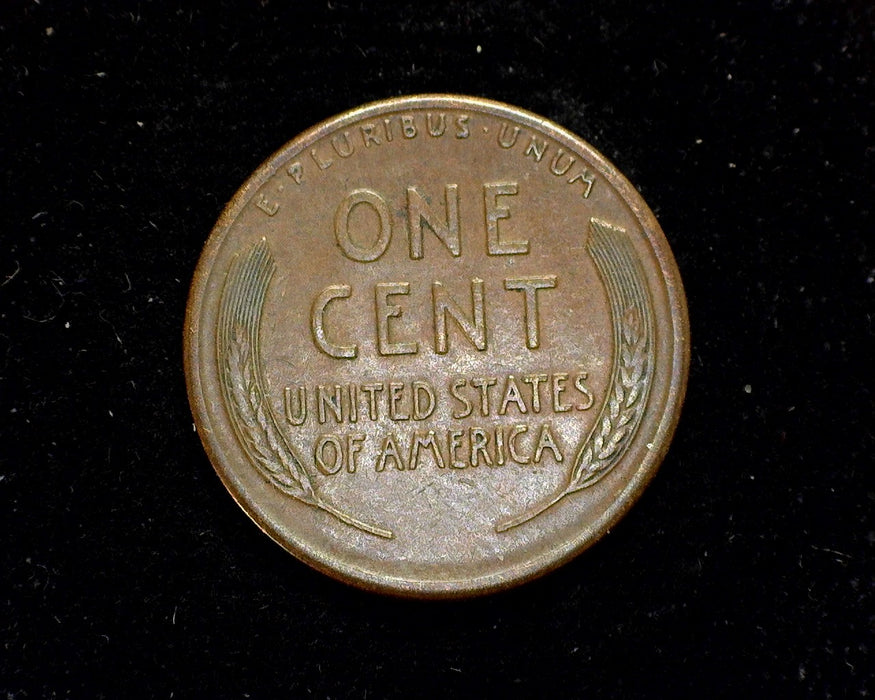 E·PLURIBUS·UNUM
ONE
CENT
UNITED STATES
OF AMERICA